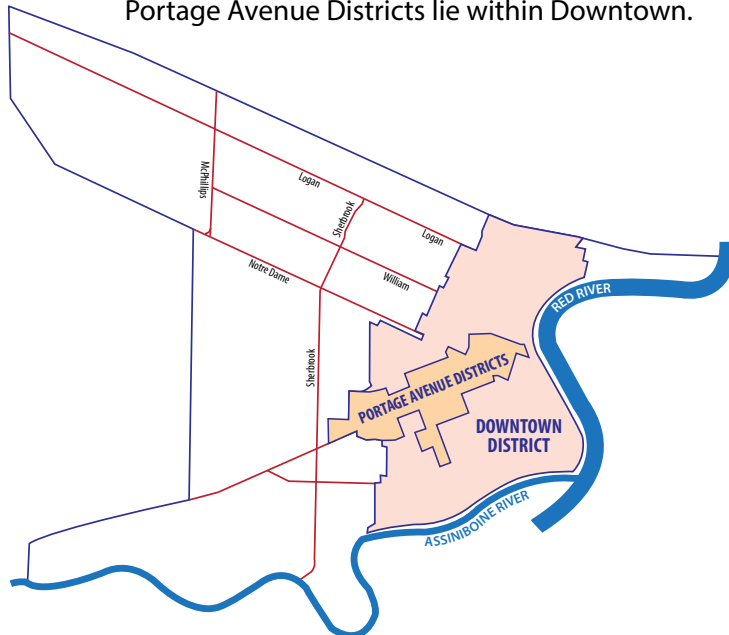 Portage Avenue Districts lie within Downtown.
McPhillips
Logan
Sherbrook
Logan
Notre Dame
William
RED RIVER
Sherbrook
PORTAGE AVENUE DISTRICTS
DOWNTOWN
DISTRICT
ASSINIBOINE RIVER